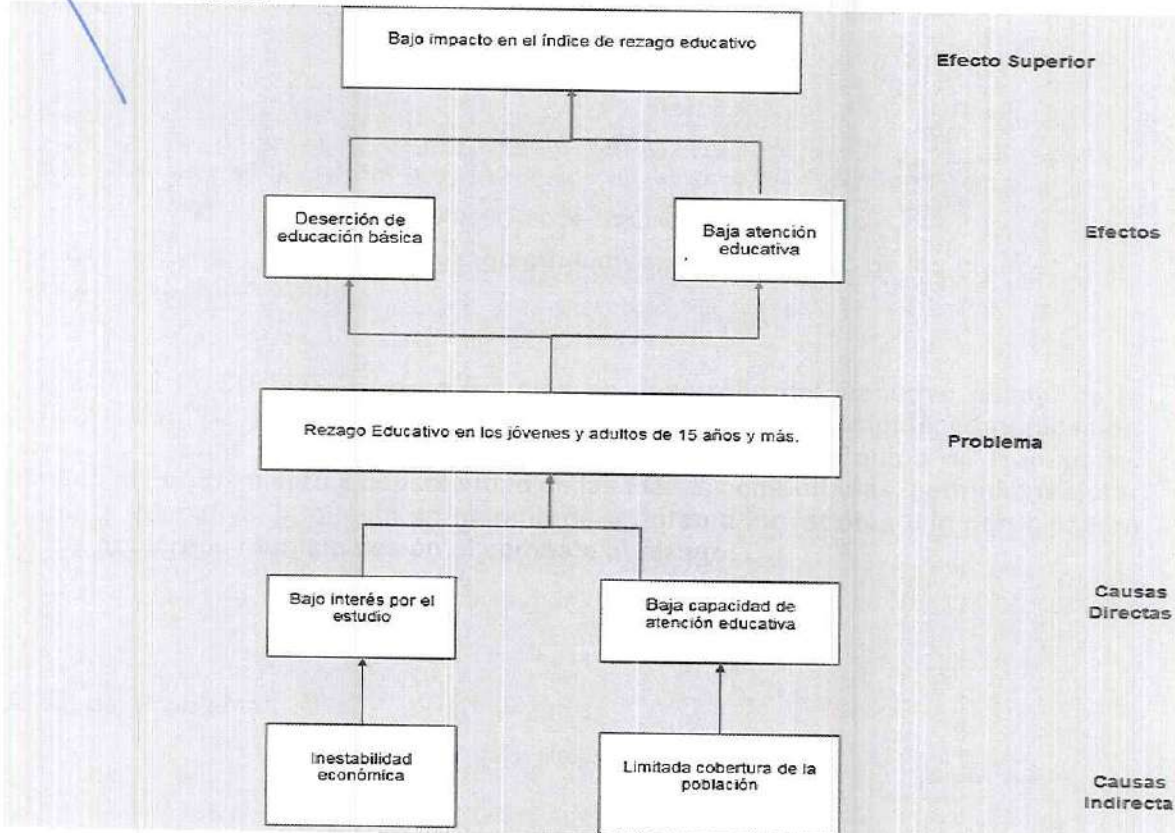 Bajo impacto en el índice de rezago educativo
Efecto Superior
Deserción de
educación básica
Baja atención
educativa
Efectos
Rezago Educativo en los jóvenes y adultos de 15 años y más.
Problema
Bajo interés por el
estudio
Baja capacidad de
atención educativa
Causas
Directas
Inestabilidad
económica
Limitada cobertura de la
población
Causas
Indirecta